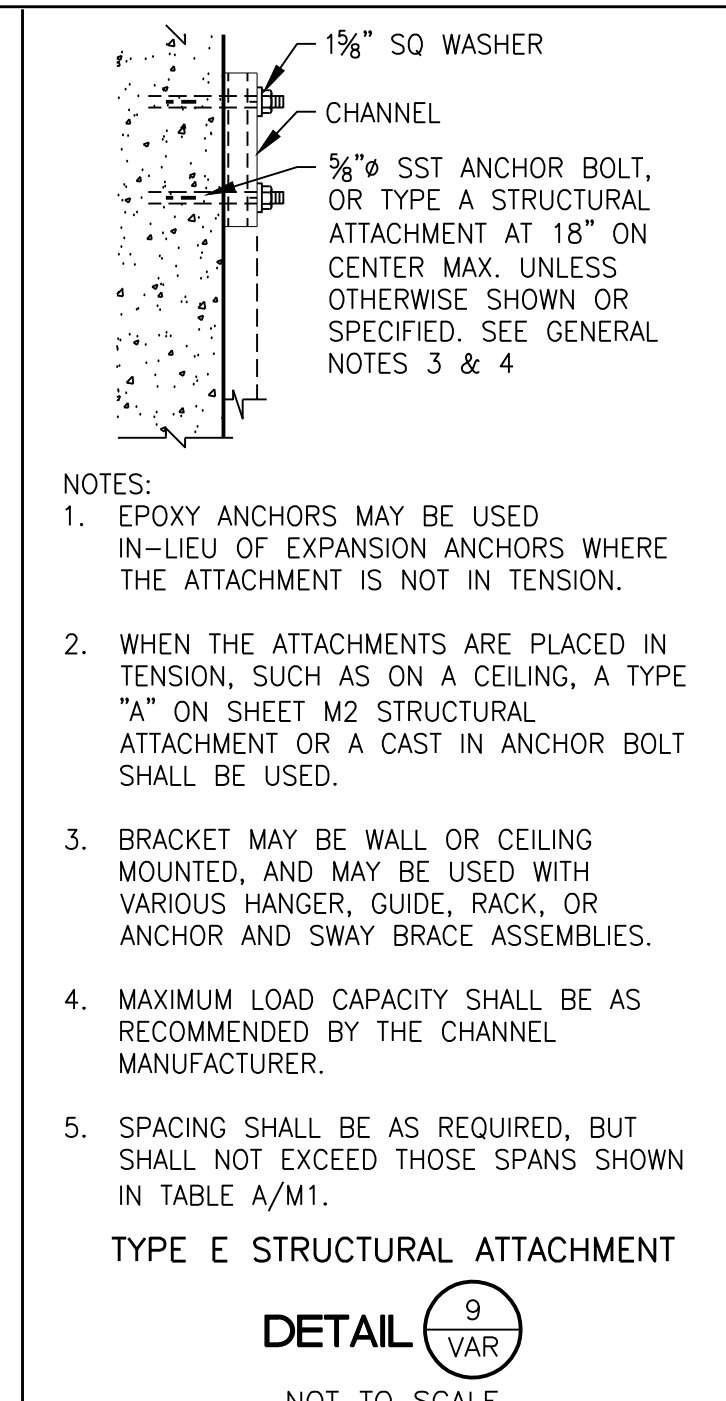 1⅝" SQ WASHER
CHANNEL
⅝"ø SST ANCHOR BOLT,
OR TYPE A STRUCTURAL
ATTACHMENT AT 18" ON
CENTER MAX. UNLESS
OTHERWISE SHOWN OR
SPECIFIED. SEE GENERAL
NOTES 3 & 4
NOTES:
1. EPOXY ANCHORS MAY BE USED
IN-LIEU OF EXPANSION ANCHORS WHERE
THE ATTACHMENT IS NOT IN TENSION.
2. WHEN THE ATTACHMENTS ARE PLACED IN
TENSION, SUCH AS ON A CEILING, A TYPE
"A" ON SHEET M2 STRUCTURAL
ATTACHMENT OR A CAST IN ANCHOR BOLT
SHALL BE USED.
3. BRACKET MAY BE WALL OR CEILING
MOUNTED, AND MAY BE USED WITH
VARIOUS HANGER, GUIDE, RACK, OR
ANCHOR AND SWAY BRACE ASSEMBLIES.
4. MAXIMUM LOAD CAPACITY SHALL BE AS
RECOMMENDED BY THE CHANNEL
MANUFACTURER.
5. SPACING SHALL BE AS REQUIRED, BUT
SHALL NOT EXCEED THOSE SPANS SHOWN
IN TABLE A/M1.
TYPE E STRUCTURAL ATTACHMENT
DETAIL 9
VAR
NOT TO SCALE